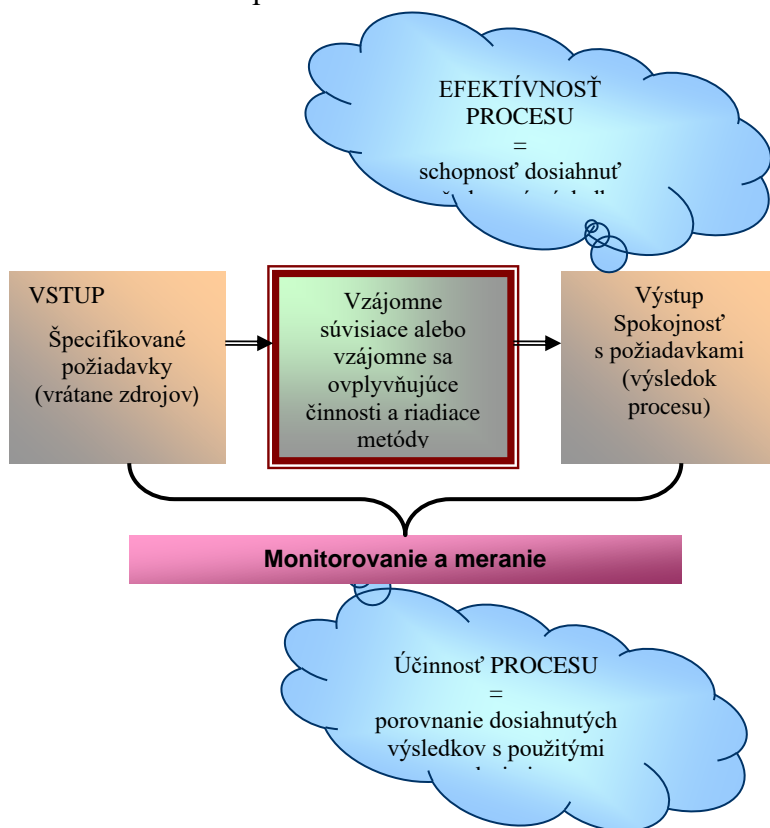 EFEKTÍVNOSŤ
PROCESU
=
schopnosť dosiahnuť
VSTUP
Špecifikované
požiadavky
(vrátane zdrojov)
Vzájomne
súvisiace alebo
vzájomne sa
ovplyvňujúce
činnosti a riadiace
metódy
Výstup
Spokojnosť
s požiadavkami
(výsledok
procesu)
Monitorovanie a meranie
Účinnosť PROCESU
=
porovnanie dosiahnutých
výsledkov s použitými